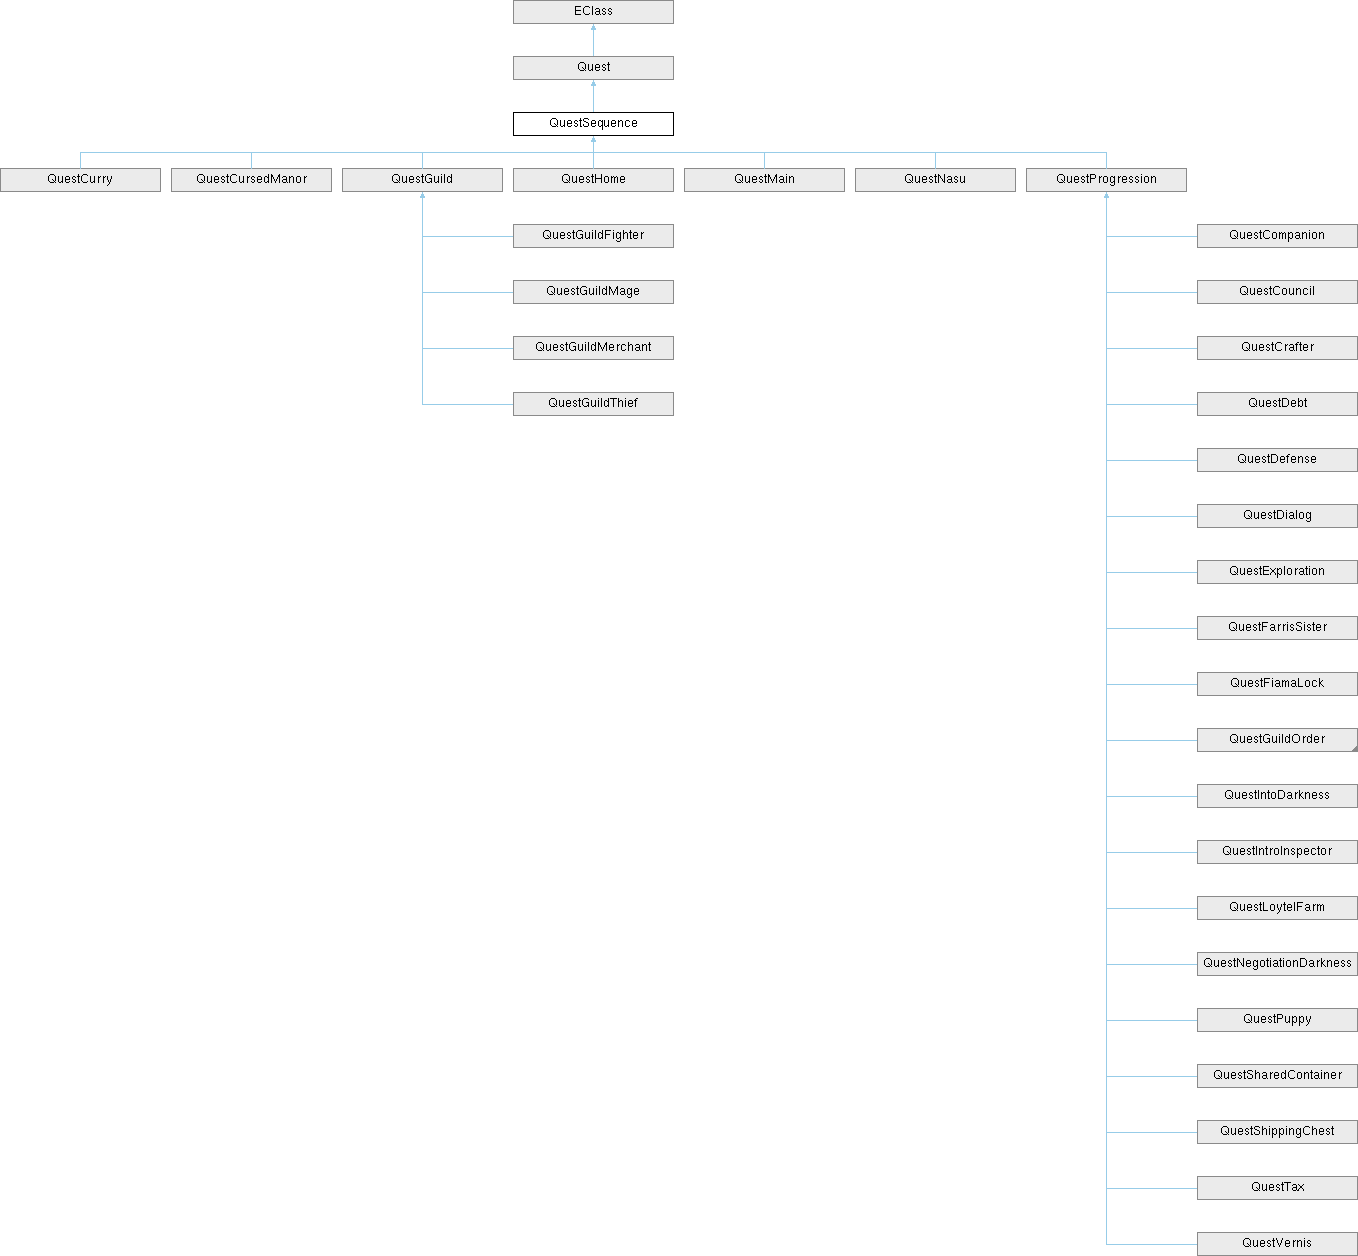 EClass
Quest
QuestSequence
QuestCurry
QuestCursedManor
QuestGuild
QuestHome
QuestMain
QuestNasu
QuestProgression
QuestGuildFighter
QuestCompanion
QuestGuildMage
QuestCouncil
QuestGuildMerchant
QuestCrafter
QuestGuildThief
QuestDebt
QuestDefense
QuestDialog
QuestExploration
QuestFarrisSister
QuestFiamaLock
QuestGuildOrder
QuestIntoDarkness
QuestIntroInspector
QuestLoytelFarm
QuestNegotiationDarkness
QuestPuppy
QuestSharedContainer
QuestShippingChest
QuestTax
QuestVernis